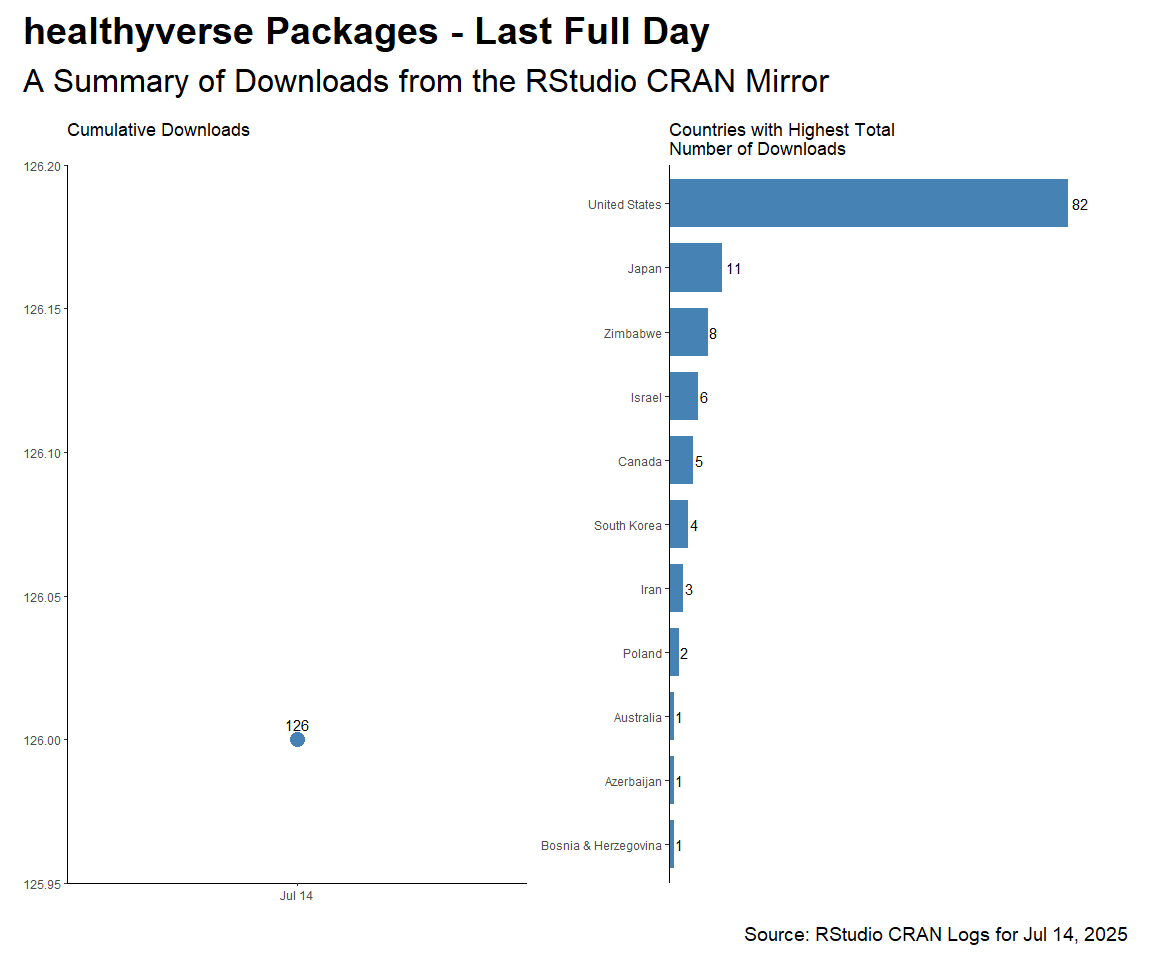 healthyverse Packages - Last Full Day
A Summary of Downloads from the RStudio CRAN Mirror
Cumulative Downloads
126.20
126.15
126.10
126.05
126.00
125.95
126
Jul 14
Countries with Highest Total
Number of Downloads
United States 82
Japan 11
Zimbabwe 8
Israel 6
Canada 5
South Korea 4
Iran 3
Poland 2
Australia 1
Azerbaijan 1
Bosnia & Herzegovina 1
Source: RStudio CRAN Logs for Jul 14, 2025